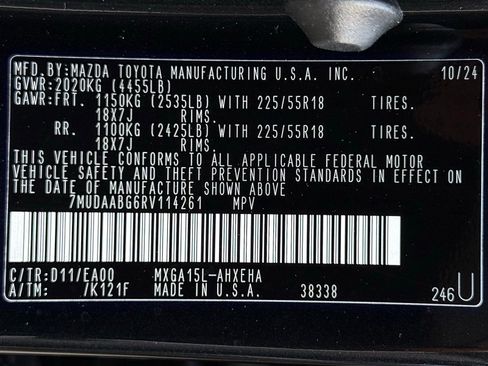 MFD.BY:MAZDA TOYOTA MANUFACTURING U.S.A. INC. 10/24
GVWR:2020KG (4455LB)
GAWR:FRT. 1150KG (2535LB) WITH 225/55R18 TIRES.
18X7J RIMS.
RR. 1100KG (2425LB) WITH 225/55R18 TIRES.
18X7J RIMS.
THIS VEHICLE CONFORMS TO ALL APPLICABLE FEDERAL MOTOR
VEHICLE SAFETY AND THEFT PREVENTION STANDARDS IN EFFECT
ON THE DATE OF MANUFACTURE SHOWN ABOVE
7MUDAABG6RV114261 MPV
C/TR:D11/EA00 MXGA15L-AHXEHA
A/TM: /K121F MADE IN U.S.A. 38338 246U